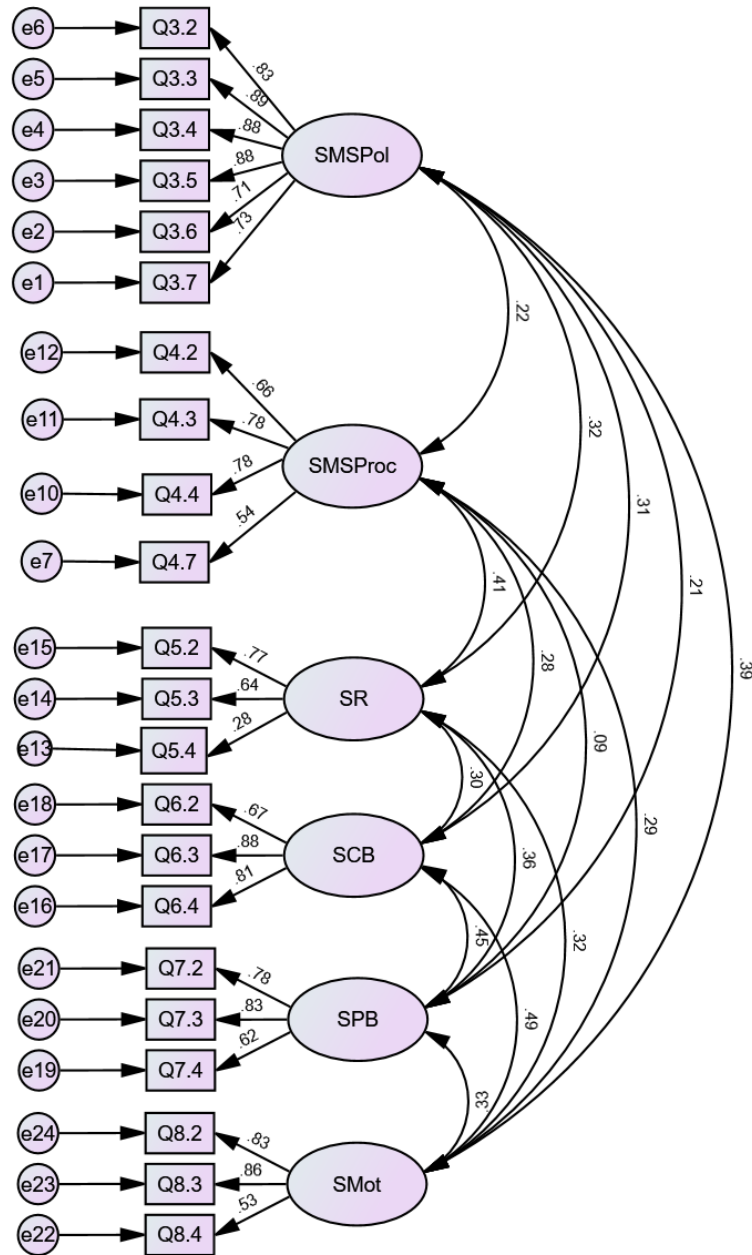 e6 Q3.2 .83
e5 Q3.3 .89
e4 Q3.4 .88
SMSPol
e3 Q3.5 .88
e2 Q3.6 .71
e1 Q3.7 .73
.22
e12 Q4.2 .66
e11 Q4.3 .78
SMSProc
e10 Q4.4 .78
e7 Q4.7 .54
.32
.31
.21
.39
.41
.28
.09
.29
e15 Q5.2 .77
e14 Q5.3 .64
SR
e13 Q5.4 .28
.30
.36
.32
e18 Q6.2 .67
e17 Q6.3 .88
SCB
e16 Q6.4 .81
.45
.49
e21 Q7.2 .78
e20 Q7.3 .83
SPB
e19 Q7.4 .62
.33
e24 Q8.2 .83
e23 Q8.3 .86
SMot
e22 Q8.4 .53